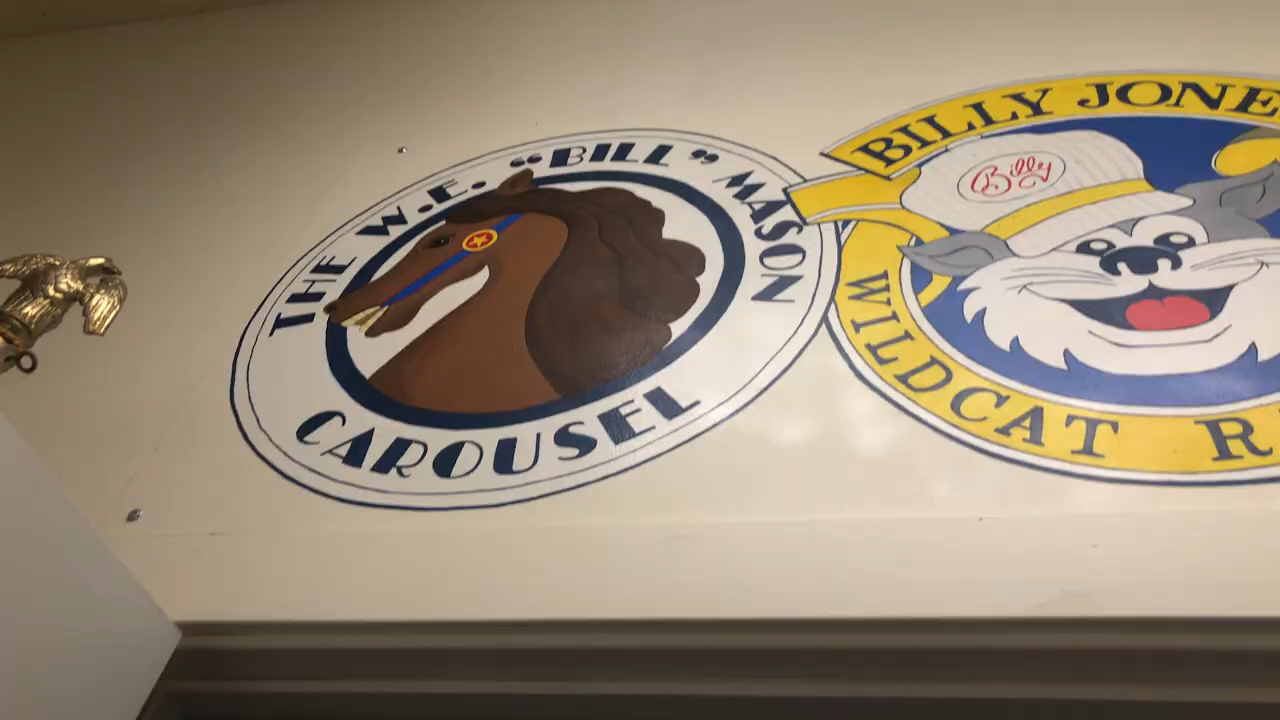 THE W.E. “BILL” MASON
CAROUSEL
BILLY JONE
Billy
WILDCAT R